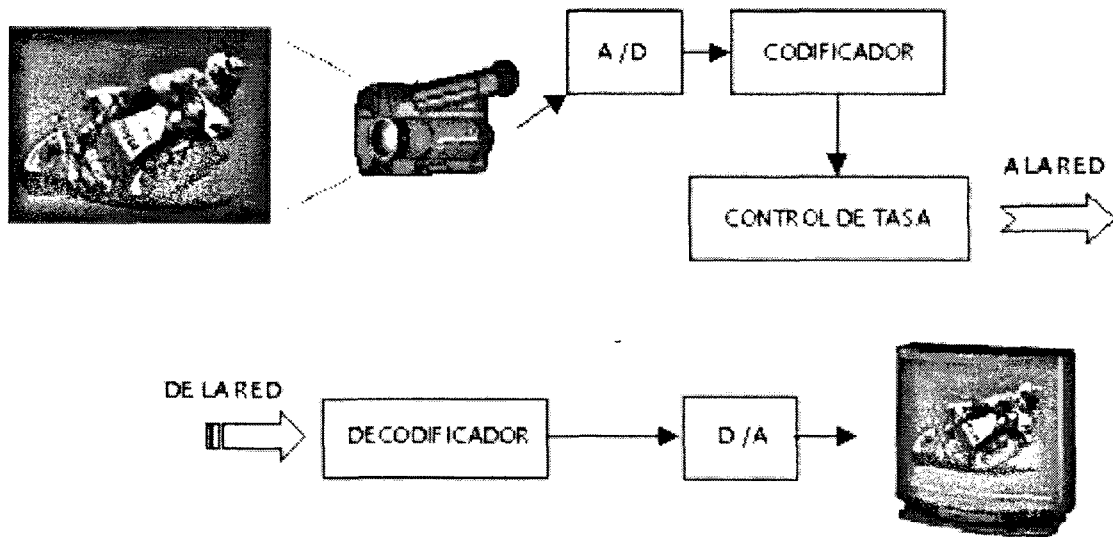 A/D
CODIFICADOR
A LA RED
CONTROL DE TASA
DE LA RED
DECODIFICADOR
D/A